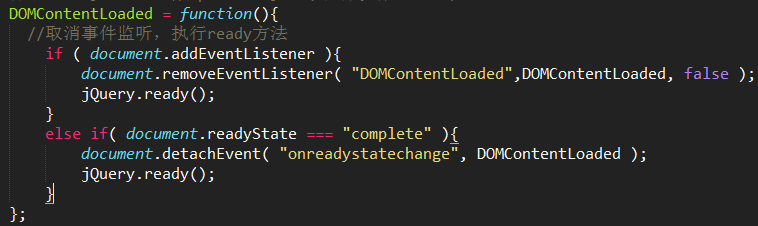 DOMContentLoaded = function(){
//取消事件监听，执行ready方法
if ( document.addEventListener ){
document.removeEventListener( "DOMContentLoaded",DOMContentLoaded, false );
jQuery.ready();
}
else if( document.readyState === "complete" ){
document.detachEvent( "onreadystatechange", DOMContentLoaded );
jQuery.ready();
}
};